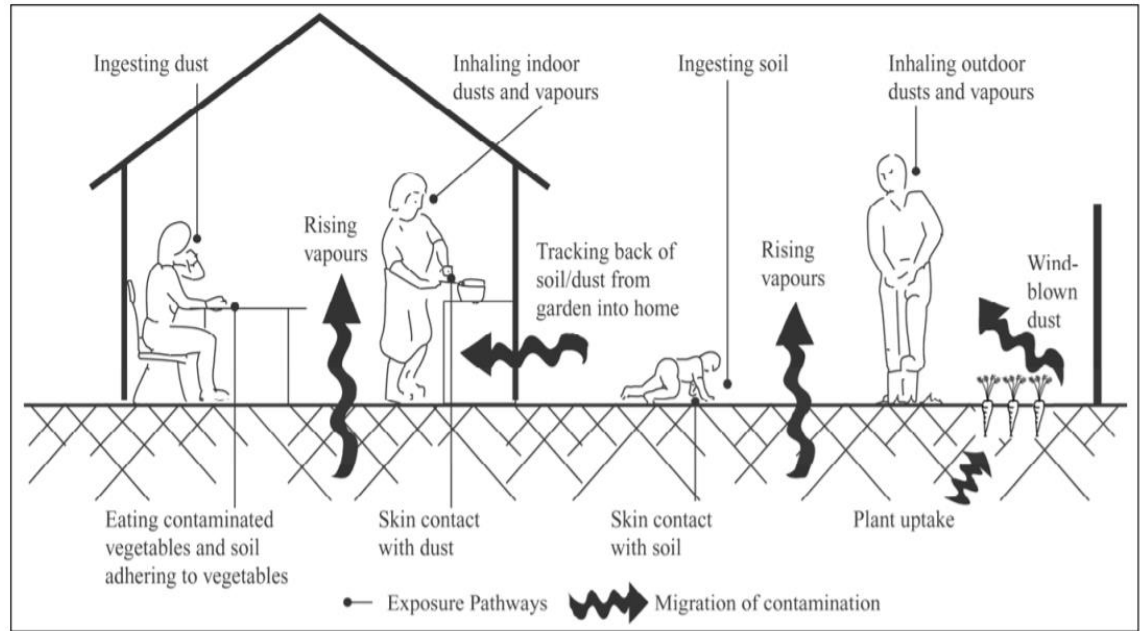 Ingesting dust
Inhaling indoor
dusts and vapours
Ingesting soil
Inhaling outdoor
dusts and vapours
Rising
vapours
Tracking back of
soil/dust from
garden into home
Rising
vapours
Wind-
blown
dust
Eating contaminated
vegetables and soil
adhering to vegetables
Skin contact
with dust
Skin contact
with soil
Plant uptake
Exposure Pathways
Migration of contamination